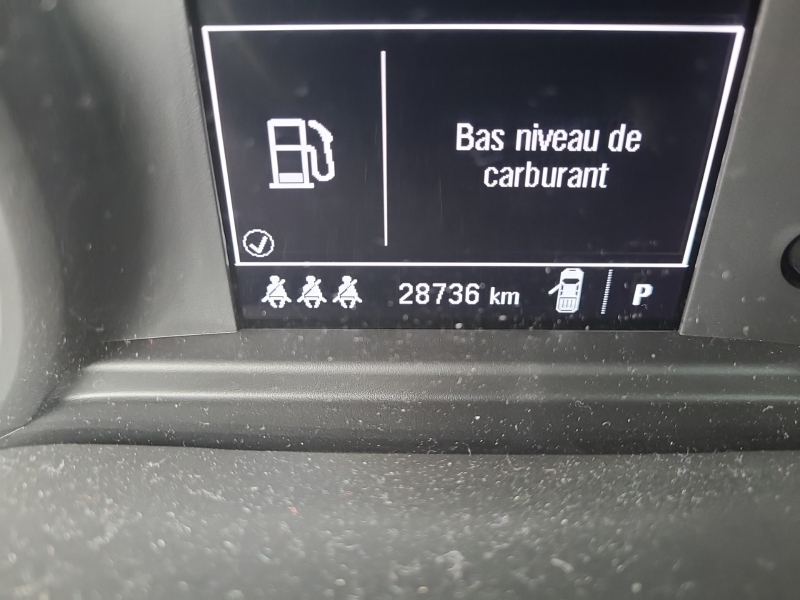 Bas niveau de
carburant
28736 km
P